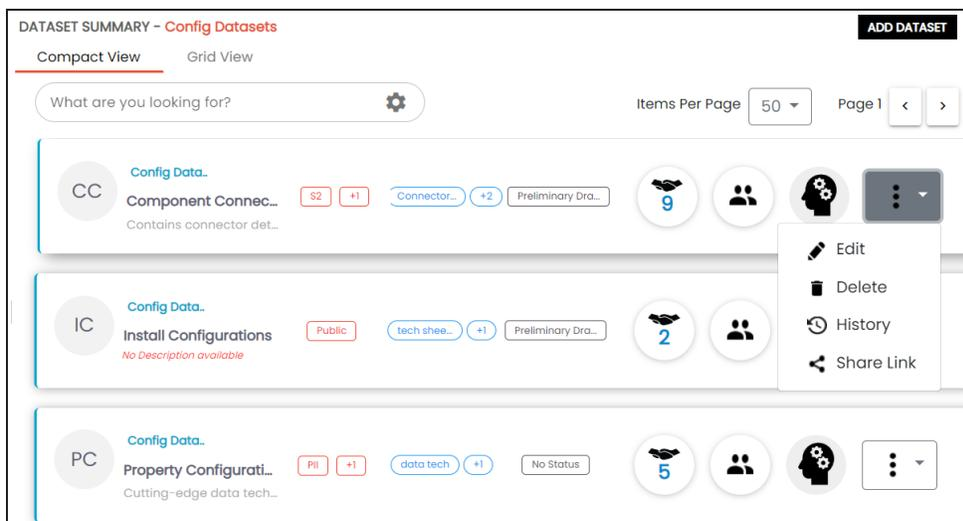 DATASET SUMMARY - Config Datasets
ADD DATASET
Compact View
Grid View
What are you looking for?
Items Per Page
50
Page 1
<
>
CC
Config Data..
Component Connec...
Contains connector det...
S2
+1
Connector...
+2
Preliminary Dra...
9
Edit
Delete
History
Share Link
IC
Config Data..
Install Configurations
No Description available
Public
tech shee...
+1
Preliminary Dra...
2
PC
Config Data..
Property Configurati...
Cutting-edge data tech...
PII
+1
data tech
+1
No Status
5